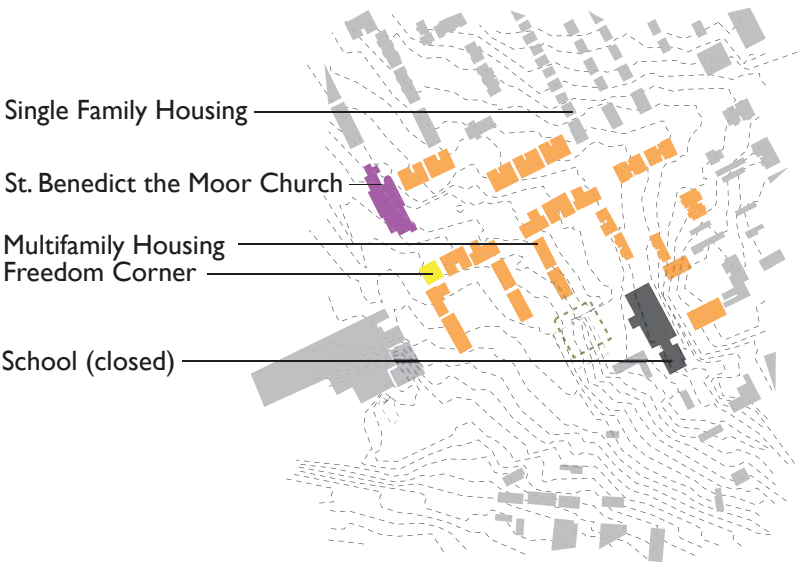 Single Family Housing
St. Benedict the Moor Church
Multifamily Housing
Freedom Corner
School (closed)